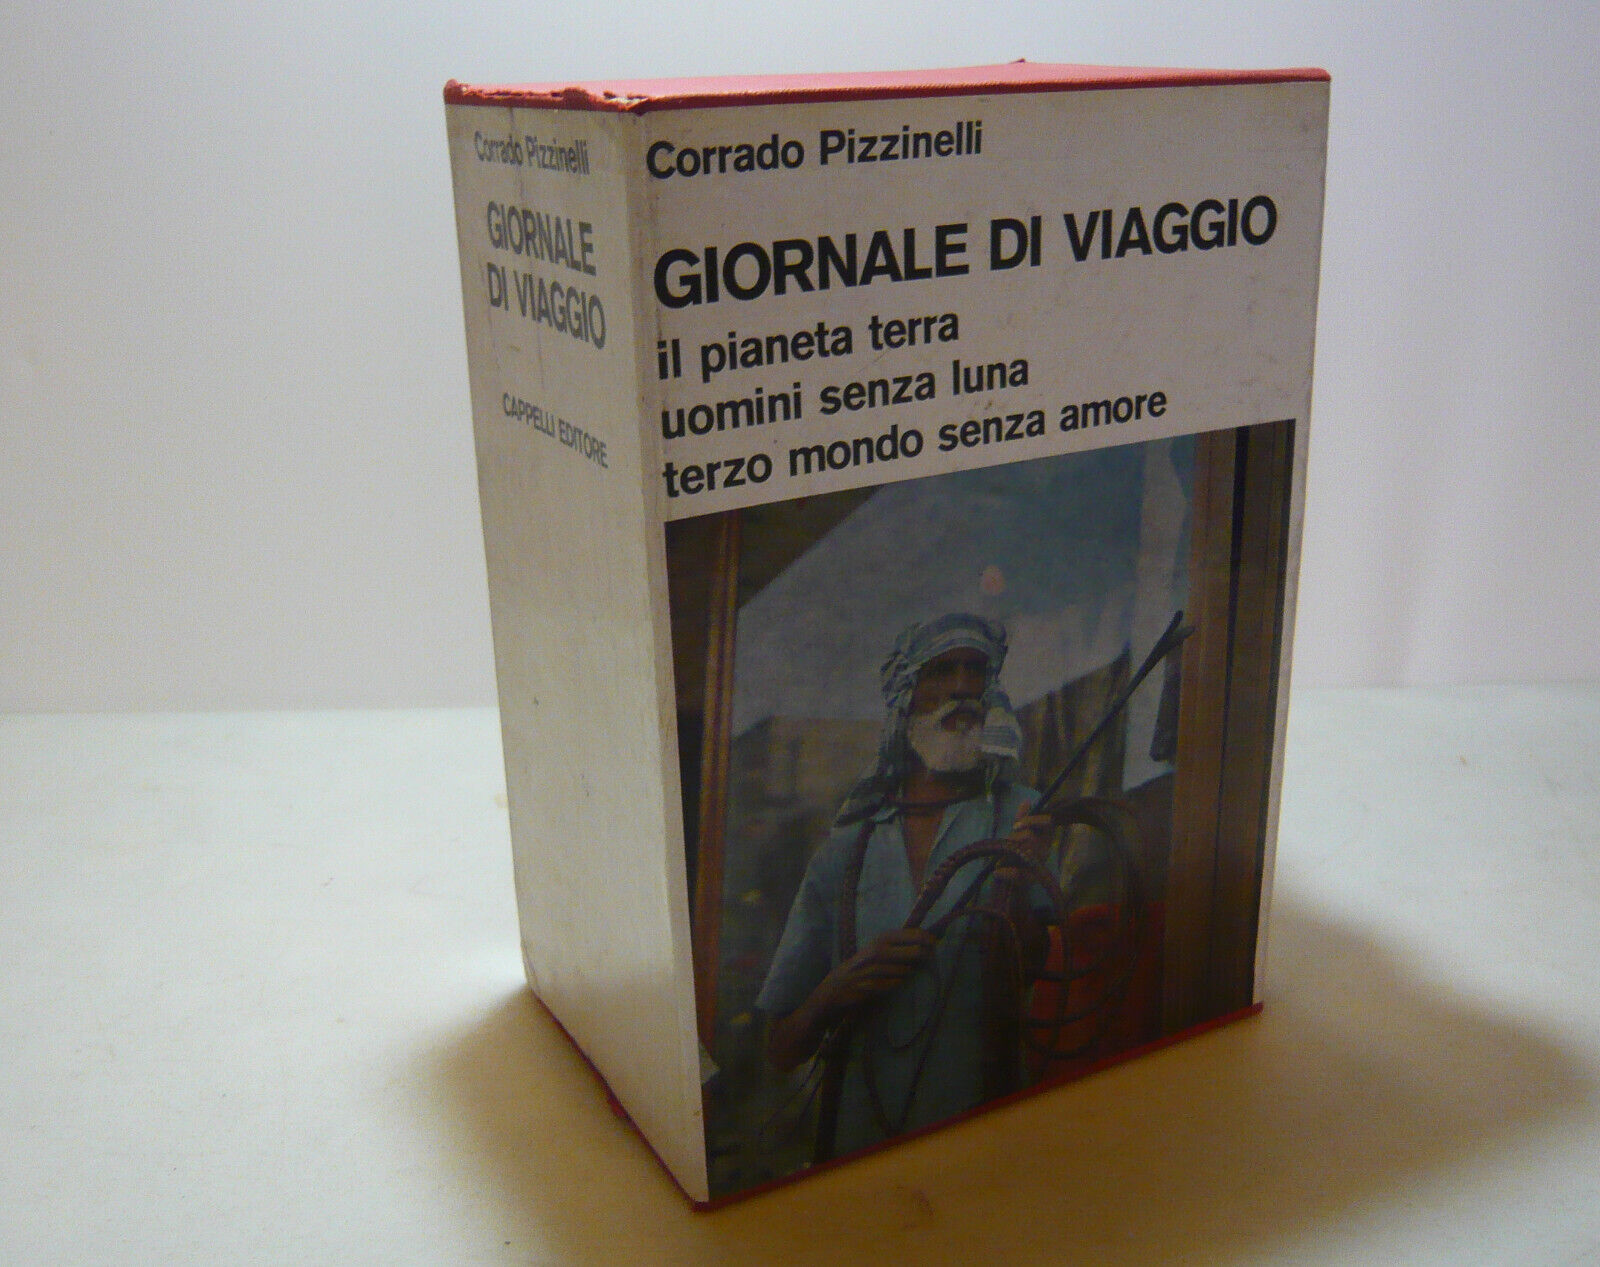 Corrado Pizzinelli
GIORNALE
DI VIAGGIO
CAPPELLI EDITORE
Corrado Pizzinelli
GIORNALE DI VIAGGIO
il pianeta terra
uomini senza luna
terzo mondo senza amore